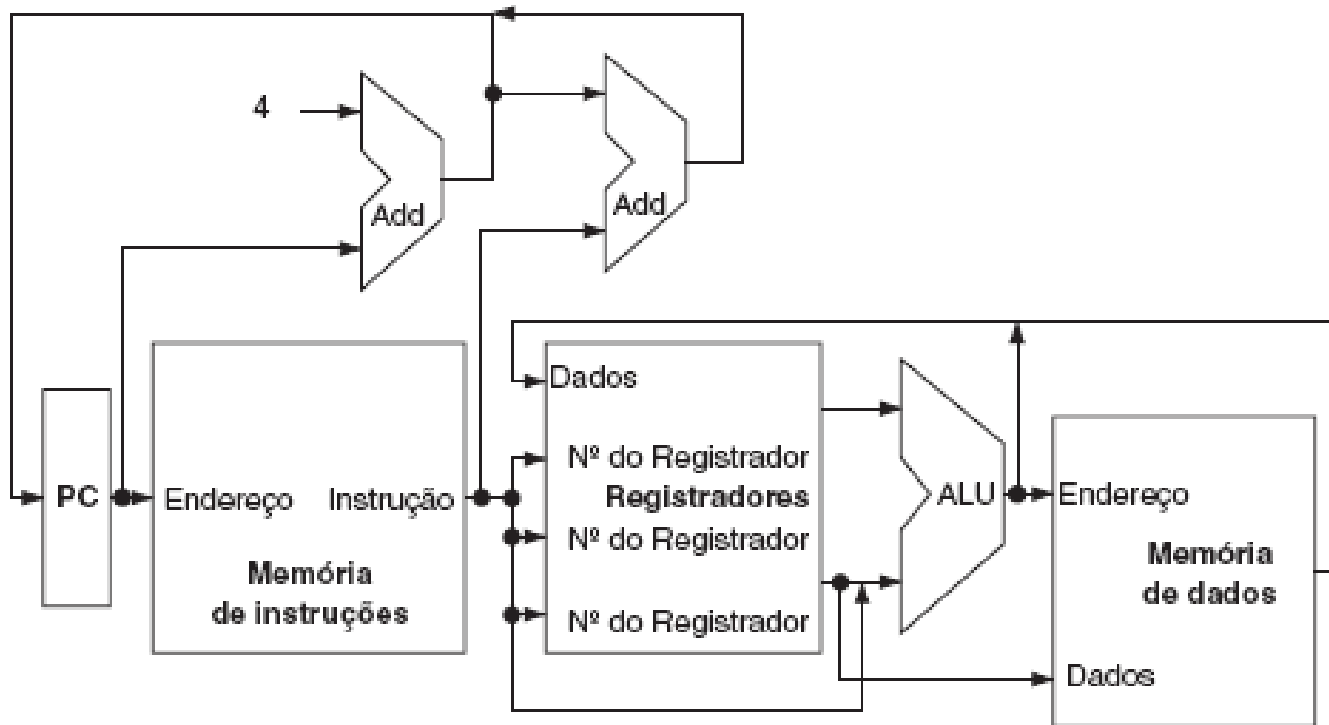 4
Add
Add
Dados
Nº do Registrador
PC
Endereço
Instrução
Registradores
ALU
Endereço
Nº do Registrador
Memória
de instruções
Memória
de dados
Nº do Registrador
Dados